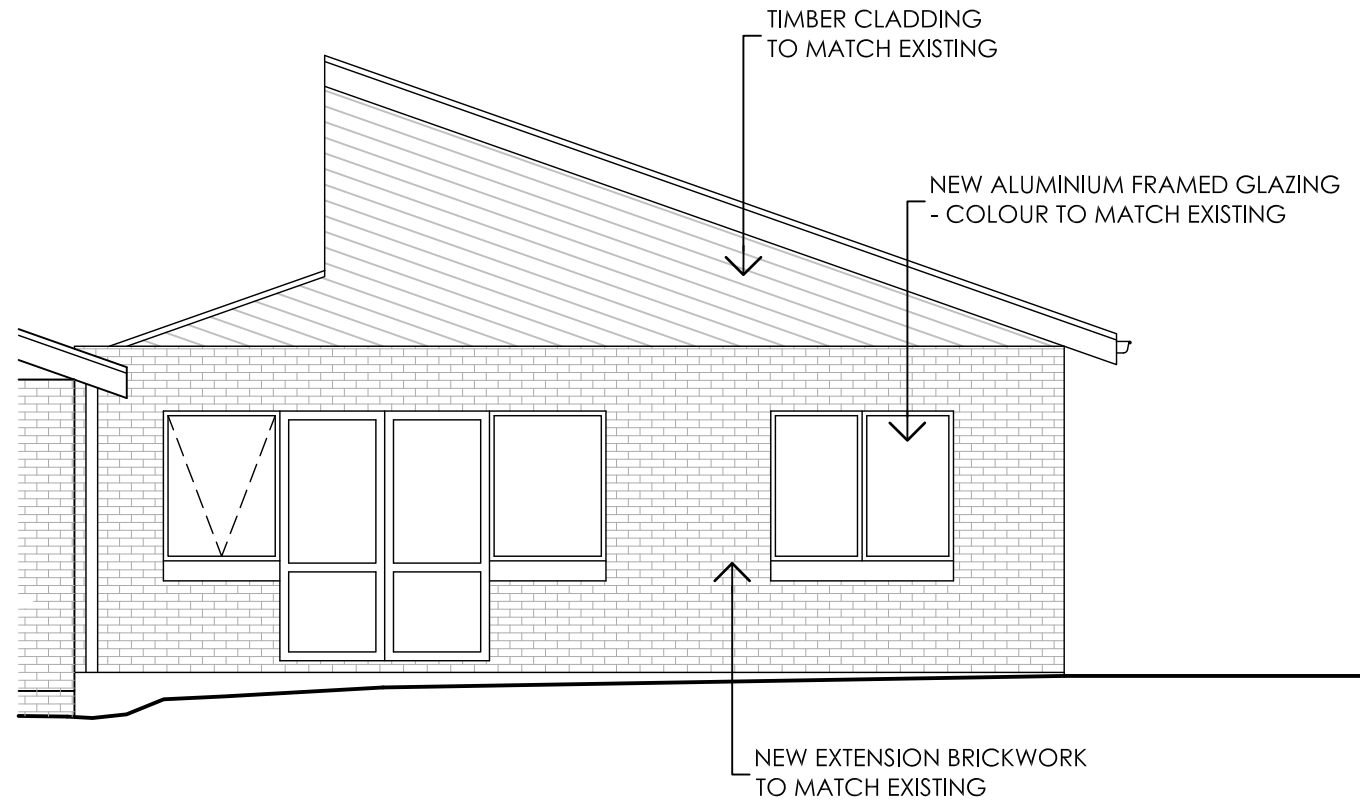 TIMBER CLADDING
TO MATCH EXISTING
NEW ALUMINIUM FRAMED GLAZING
- COLOUR TO MATCH EXISTING
NEW EXTENSION BRICKWORK
TO MATCH EXISTING